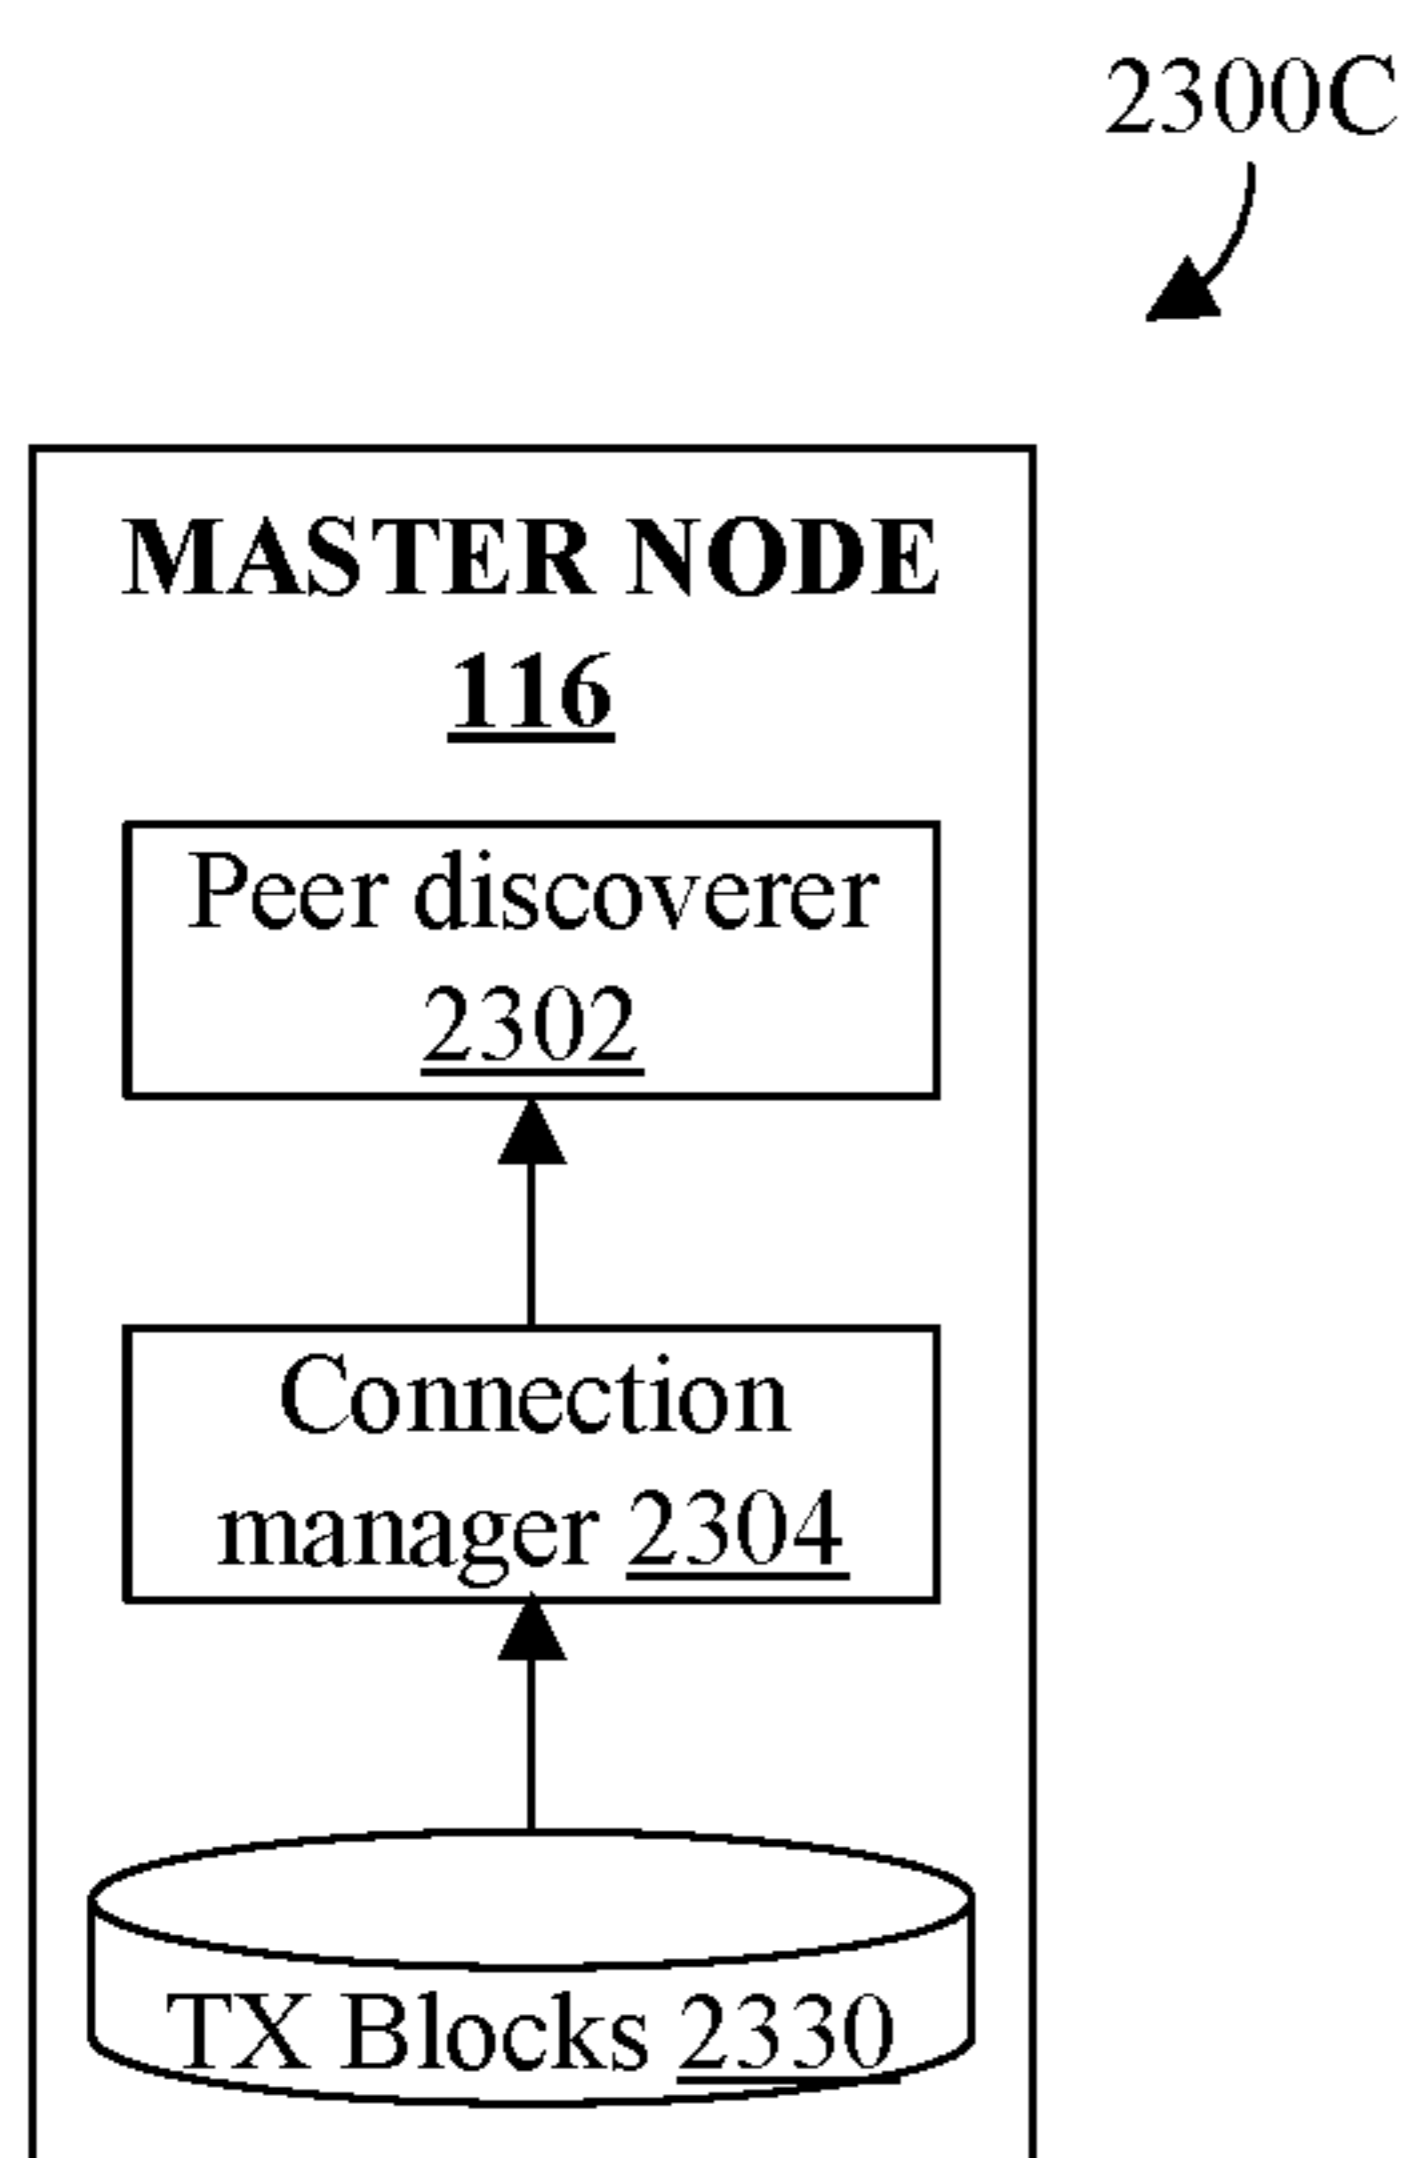 2300C
MASTER NODE
116
Peer discoverer
2302
Connection
manager 2304
TX Blocks 2330